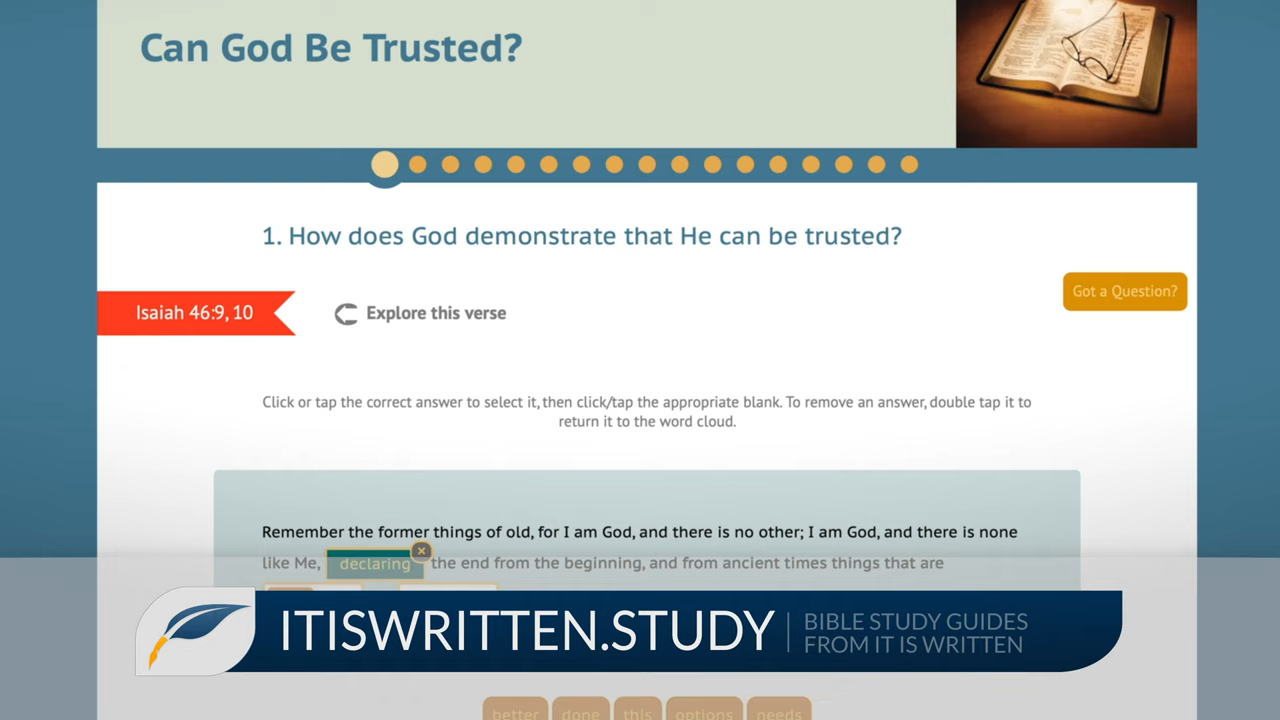 Can God Be Trusted?
1. How does God demonstrate that He can be trusted?
Got a Question?
Isaiah 46:9, 10
Explore this verse
Click or tap the correct answer to select it, then click/tap the appropriate blank. To remove an answer, double tap it to
return it to the word cloud.
Remember the former things of old, for I am God, and there is no other; I am God, and there is none
like Me, declaring the end from the beginning, and from ancient times things that are
ITISWRITTEN.STUDY
BIBLE STUDY GUIDES
FROM IT IS WRITTEN
better done this options needs